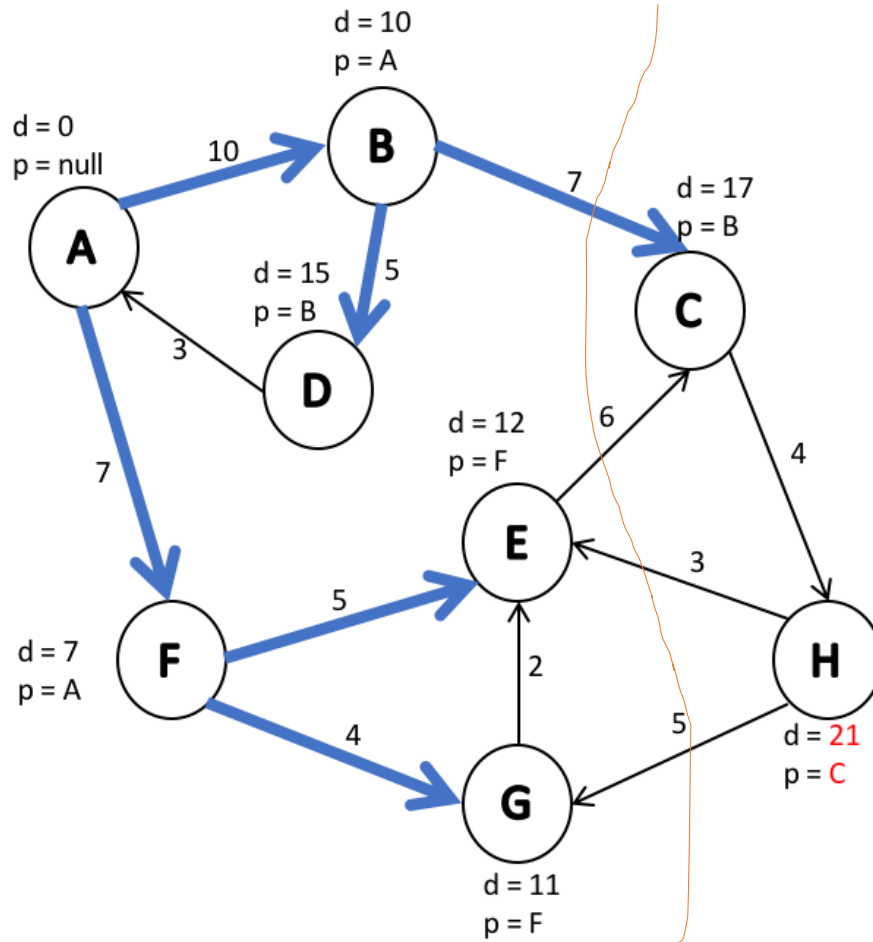 d = 10
p = A
B
d = 0
p = null
10
7
d = 17
p = B
A
d = 15
p = B
5
C
3
D
6
d = 12
p = F
4
7
E
3
5
d = 7
p = A
F
2
H
4
5
d = 21
p = C
G
d = 11
p = F